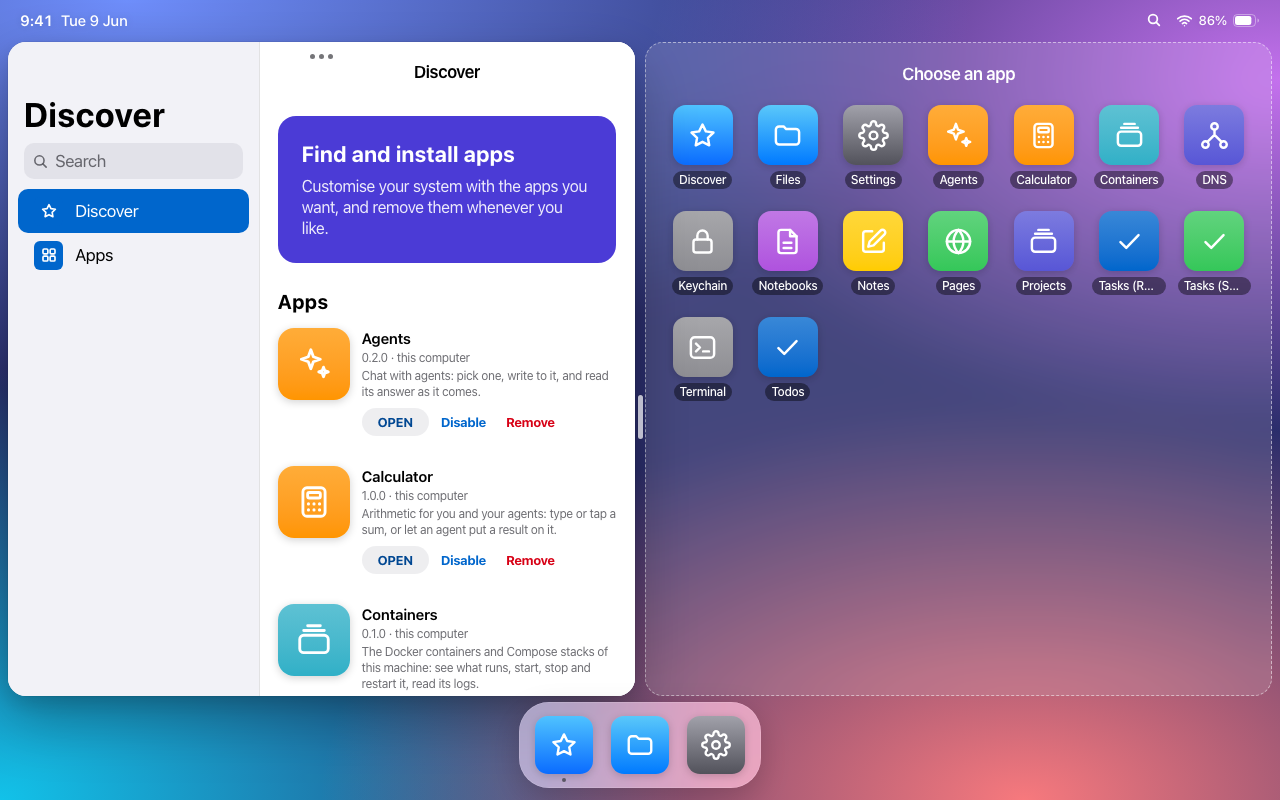 9:41 Tue 9 Jun
86%
Discover
Search
Discover
Apps
Discover
Find and install apps
Customise your system with the apps you
want, and remove them whenever you
like.
Apps
Agents
0.2.0 · this computer
Chat with agents: pick one, write to it, and read
its answer as it comes.
OPEN Disable Remove
Calculator
1.0.0 · this computer
Arithmetic for you and your agents: type or tap a
sum, or let an agent put a result on it.
OPEN Disable Remove
Containers
0.1.0 · this computer
The Docker containers and Compose stacks of
this machine: see what runs, start, stop and
restart it, read its logs.
Choose an app
Discover Files Settings Agents Calculator Containers DNS
Keychain Notebooks Notes Pages Projects Tasks (R... Tasks (S...
Terminal Todos